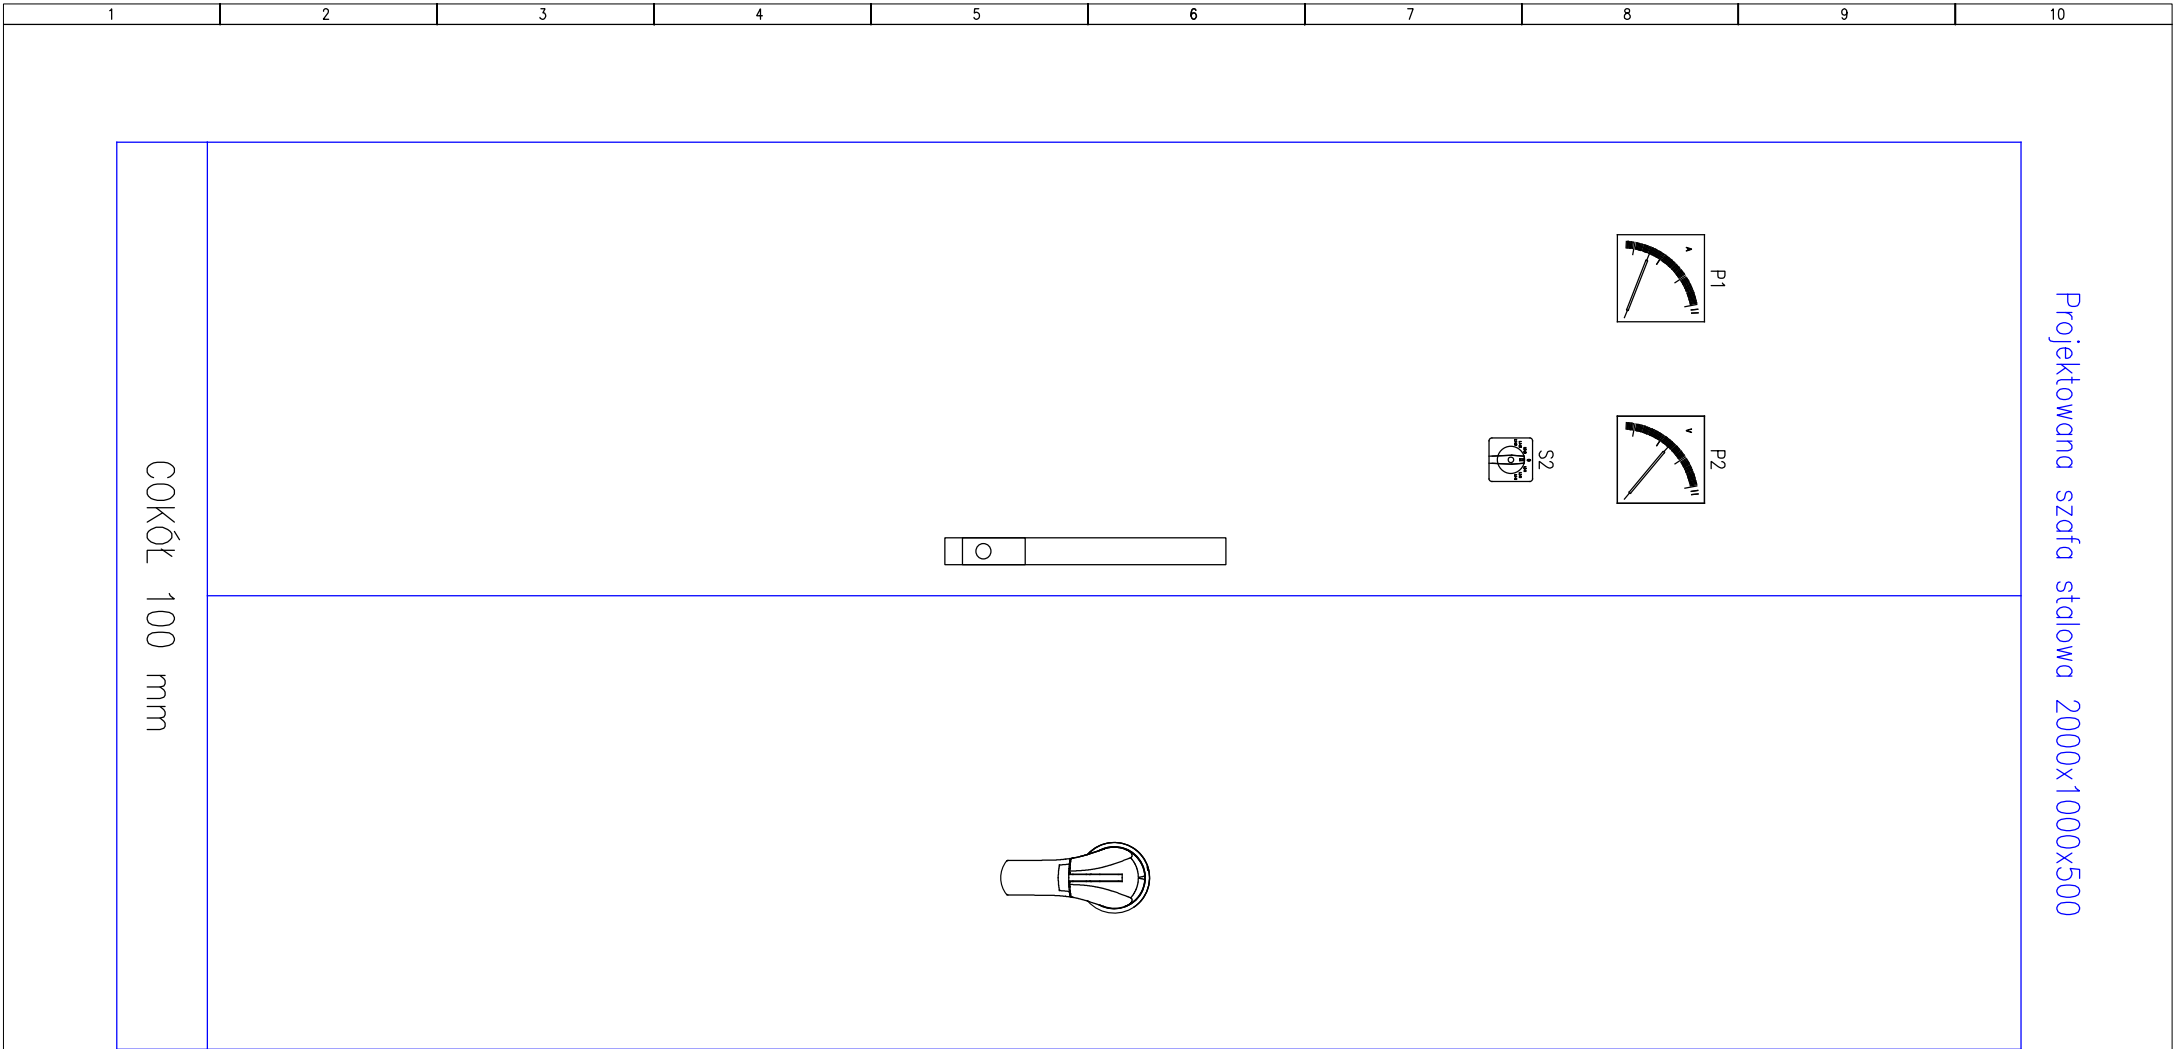 1 2 3 4 5 6 7 8 9 10
Projektowana szafa stalowa 2000x1000x500
P1
A
P2
V
S2
COKÓŁ 100 mm